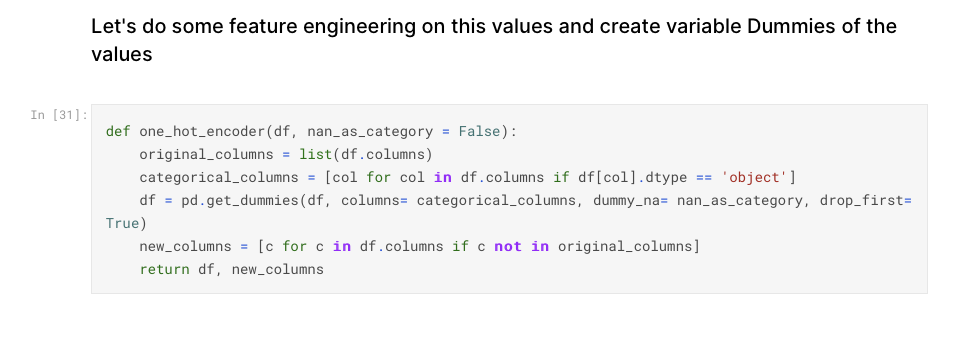 Let's do some feature engineering on this values and create variable Dummies of the
values
In [31]:
def one_hot_encoder(df, nan_as_category = False):
    original_columns = list(df.columns)
    categorical_columns = [col for col in df.columns if df[col].dtype == 'object']
    df = pd.get_dummies(df, columns= categorical_columns, dummy_na= nan_as_category, drop_first=
True)
    new_columns = [c for c in df.columns if c not in original_columns]
    return df, new_columns